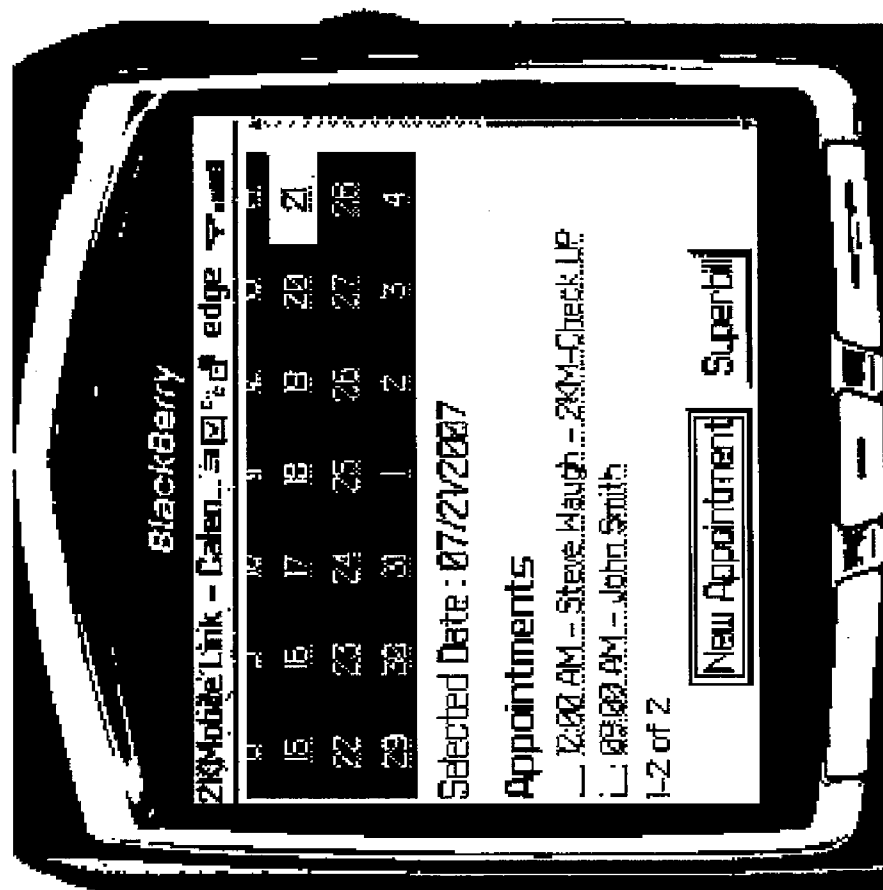 BlackBerry
2KMobile Link - Calen... edge
15 16 17 18 19 20 21
22 23 24 25 26 27 28
29 30 31 1 2 3 4
Selected Date : 07/21/2007
Appointments
12:00 AM - Steve Waugh - 2KM-Check UP
09:00 AM - John Smith
1-2 of 2
New Appointment Superbill